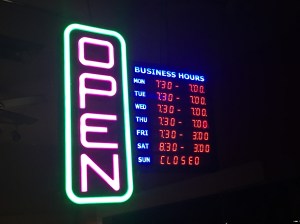 OPEN
BUSINESS HOURS
MON 7.30 - 7.00
TUE 7.30 - 7.00
WED 7.30 - 7.00
THU 7.30 - 7.00
FRI 7.30 - 3.00
SAT 8.30 - 3.00
SUN CLOSED